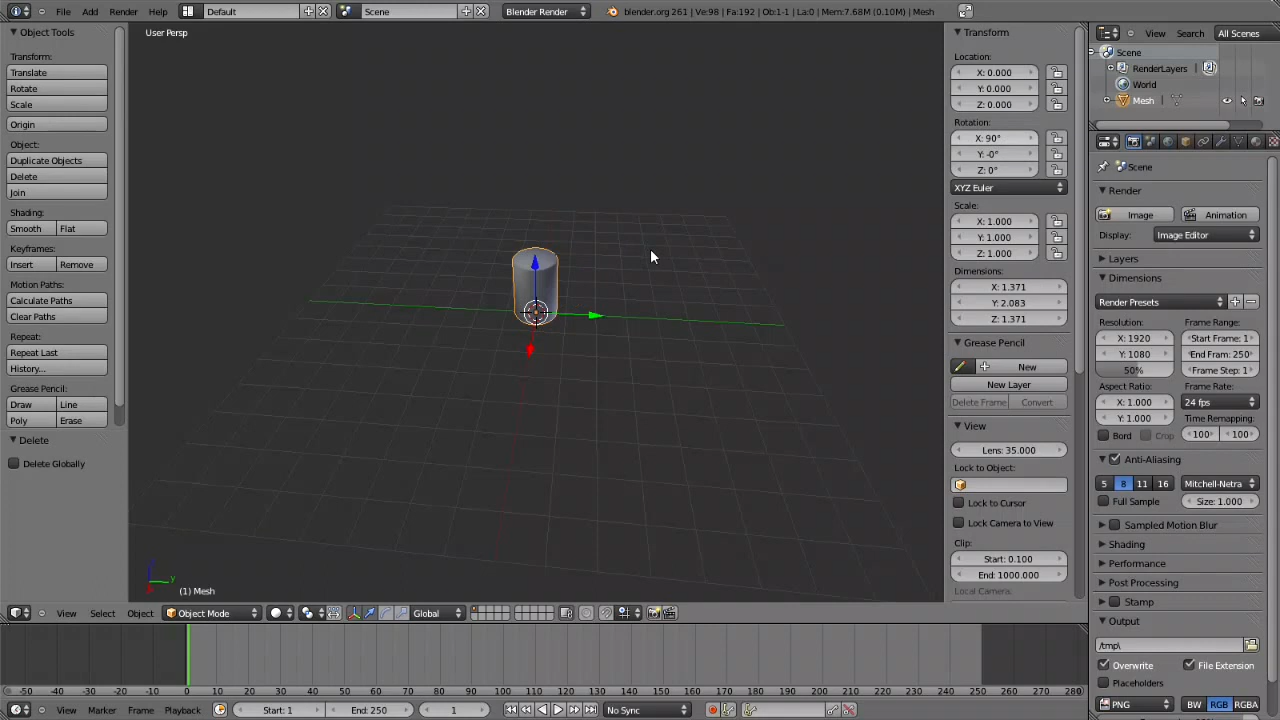 File Add Render Help Default Scene Blender Render blender.org 261 | Ve:98 | Fa:192 | Ob:1-1 | La:0 | Mem:7.68M (0.10M) | Mesh
Object Tools
Transform:
Translate
Rotate
Scale
Origin
Object:
Duplicate Objects
Delete
Join
Shading:
Smooth Flat
Keyframes:
Insert Remove
Motion Paths:
Calculate Paths
Clear Paths
Repeat:
Repeat Last
History...
Grease Pencil:
Draw Line
Poly Erase
Delete
Delete Globally
User Persp
y
(1) Mesh
View Select Object Object Mode Global
Transform
Location:
X: 0.000
Y: 0.000
Z: 0.000
Rotation:
X: 90°
Y: -0°
Z: 0°
XYZ Euler
Scale:
X: 1.000
Y: 1.000
Z: 1.000
Dimensions:
X: 1.371
Y: 2.083
Z: 1.371
Grease Pencil
New
New Layer
Delete Frame Convert
View
Lens: 35.000
Lock to Object:
Lock to Cursor
Lock Camera to View
Clip:
Start: 0.100
End: 1000.000
Local Camera:
View Search All Scenes
Scene
RenderLayers
World
Mesh
Scene
Render
Image Animation
Display: Image Editor
Layers
Dimensions
Render Presets
Resolution: Frame Range:
X: 1920 Start Frame: 1
Y: 1080 End Fram: 250
50% Frame Step: 1
Aspect Ratio: Frame Rate:
X: 1.000 24 fps
Y: 1.000 Time Remapping:
Bord Crop 100 100
Anti-Aliasing
5 8 11 16 Mitchell-Netra
Full Sample Size: 1.000
Sampled Motion Blur
Shading
Performance
Post Processing
Stamp
Output
/tmp\
Overwrite File Extension
Placeholders
PNG BW RGB RGBA
-50 -40 -30 -20 -10 0 10 20 30 40 50 60 70 80 90 100 110 120 130 140 150 160 170 180 190 200 210 220 230 240 250 260 270 280
View Marker Frame Playback Start: 1 End: 250 1 No Sync